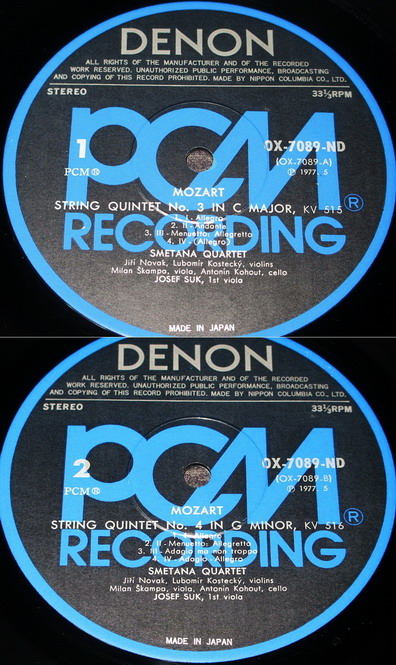 DENON
ALL RIGHTS OF THE MANUFACTURER AND OF THE RECORDED
WORK RESERVED. UNAUTHORIZED PUBLIC PERFORMANCE, BROADCASTING
AND COPYING OF THIS RECORD PROHIBITED. MADE BY NIPPON COLUMBIA CO., LTD.
STEREO 33⅓RPM
PCM
1 OX-7089-ND
PCM® (OX-7089-A)
Ⓟ 1977. 5
MOZART
STRING QUINTET No. 3 IN C MAJOR, KV 515
RECORDING ®
1. I - Allegro
2. II - Andante
3. III - Menuetto: Allegretto
4. IV - (Allegro)
SMETANA QUARTET
Jiří Novak, Lubomír Kostecký, violins
Milan Škampa, viola, Antonín Kohout, cello
JOSEF SUK, 1st viola
MADE IN JAPAN
DENON
ALL RIGHTS OF THE MANUFACTURER AND OF THE RECORDED
WORK RESERVED. UNAUTHORIZED PUBLIC PERFORMANCE, BROADCASTING
AND COPYING OF THIS RECORD PROHIBITED. MADE BY NIPPON COLUMBIA CO., LTD.
STEREO 33⅓RPM
PCM
2 OX-7089-ND
PCM® (OX-7089-B)
Ⓟ 1977. 5
MOZART
STRING QUINTET No. 4 IN G MINOR, KV 516
RECORDING ®
1. I - Allegro
2. II - Menuetto: Allegretto
3. III - Adagio ma non troppo
4. IV - Adagio - Allegro
SMETANA QUARTET
Jiří Novak, Lubomír Kostecký, violins
Milan Škampa, viola, Antonín Kohout, cello
JOSEF SUK, 1st viola
MADE IN JAPAN